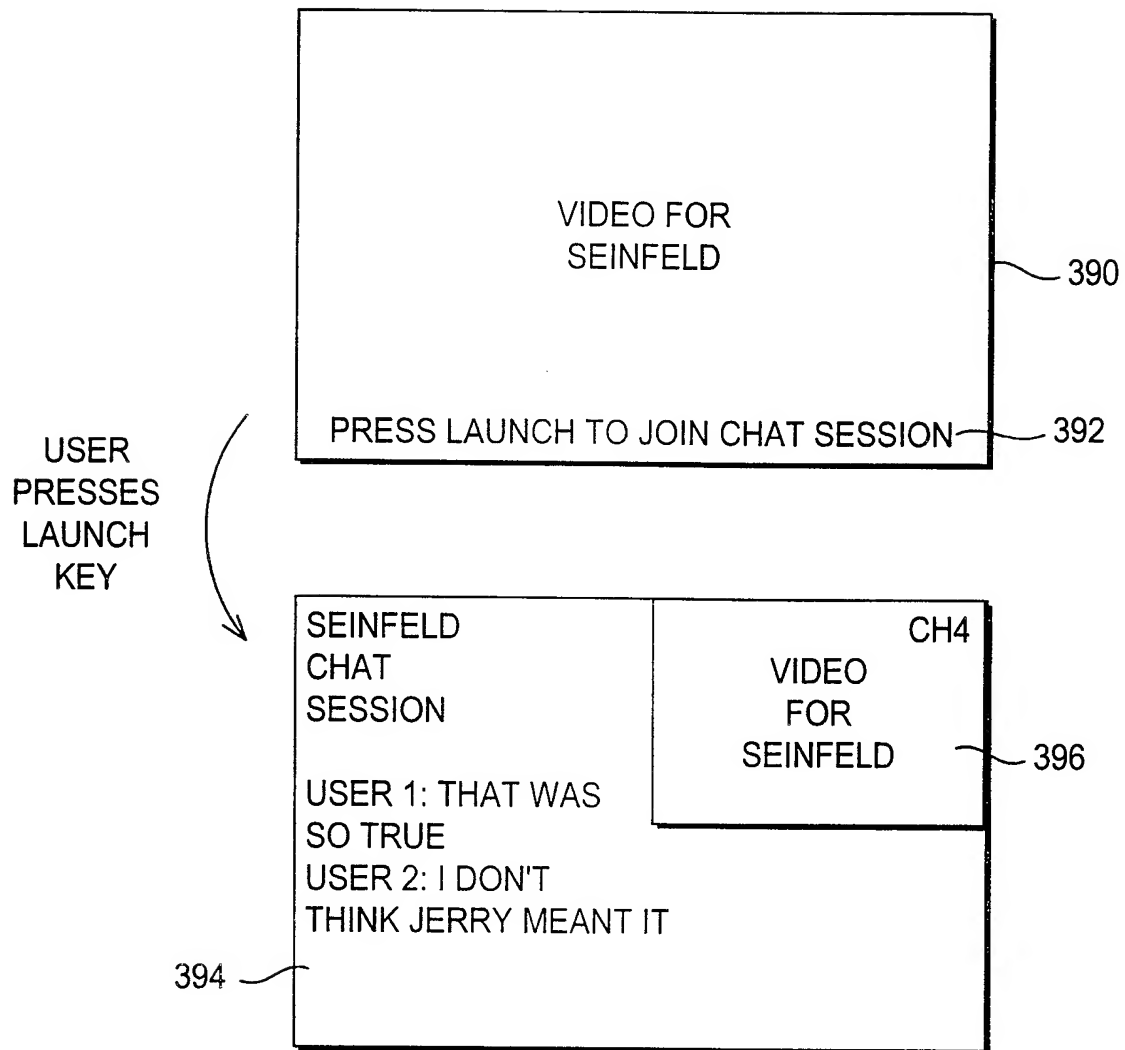 VIDEO FOR
SEINFELD
390
PRESS LAUNCH TO JOIN CHAT SESSION
392
USER
PRESSES
LAUNCH
KEY
SEINFELD
CHAT
SESSION
CH4
VIDEO
FOR
SEINFELD
396
USER 1: THAT WAS
SO TRUE
USER 2: I DON'T
THINK JERRY MEANT IT
394